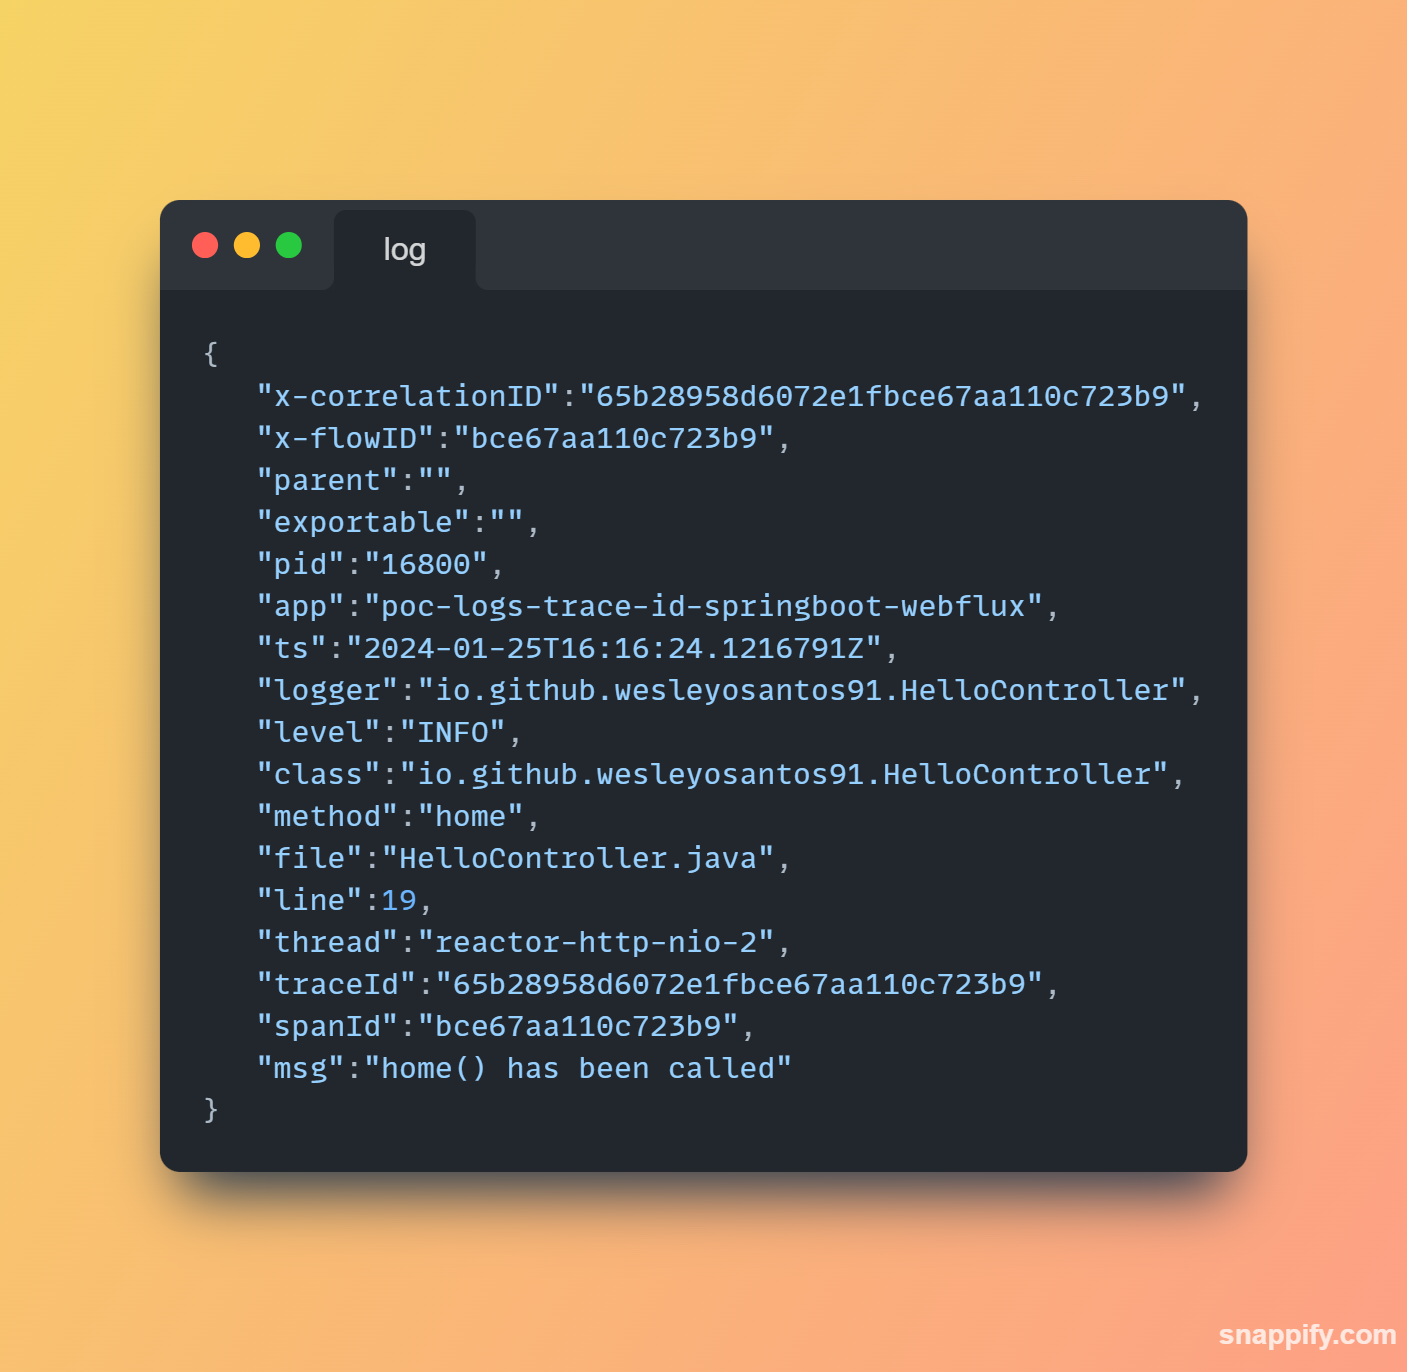 log
{
"x-correlationID":"65b28958d6072e1fbce67aa110c723b9",
"x-flowID":"bce67aa110c723b9",
"parent":"",
"exportable":"",
"pid":"16800",
"app":"poc-logs-trace-id-springboot-webflux",
"ts":"2024-01-25T16:16:24.1216791Z",
"logger":"io.github.wesleyosantos91.HelloController",
"level":"INFO",
"class":"io.github.wesleyosantos91.HelloController",
"method":"home",
"file":"HelloController.java",
"line":19,
"thread":"reactor-http-nio-2",
"traceId":"65b28958d6072e1fbce67aa110c723b9",
"spanId":"bce67aa110c723b9",
"msg":"home() has been called"
}
snappify.com